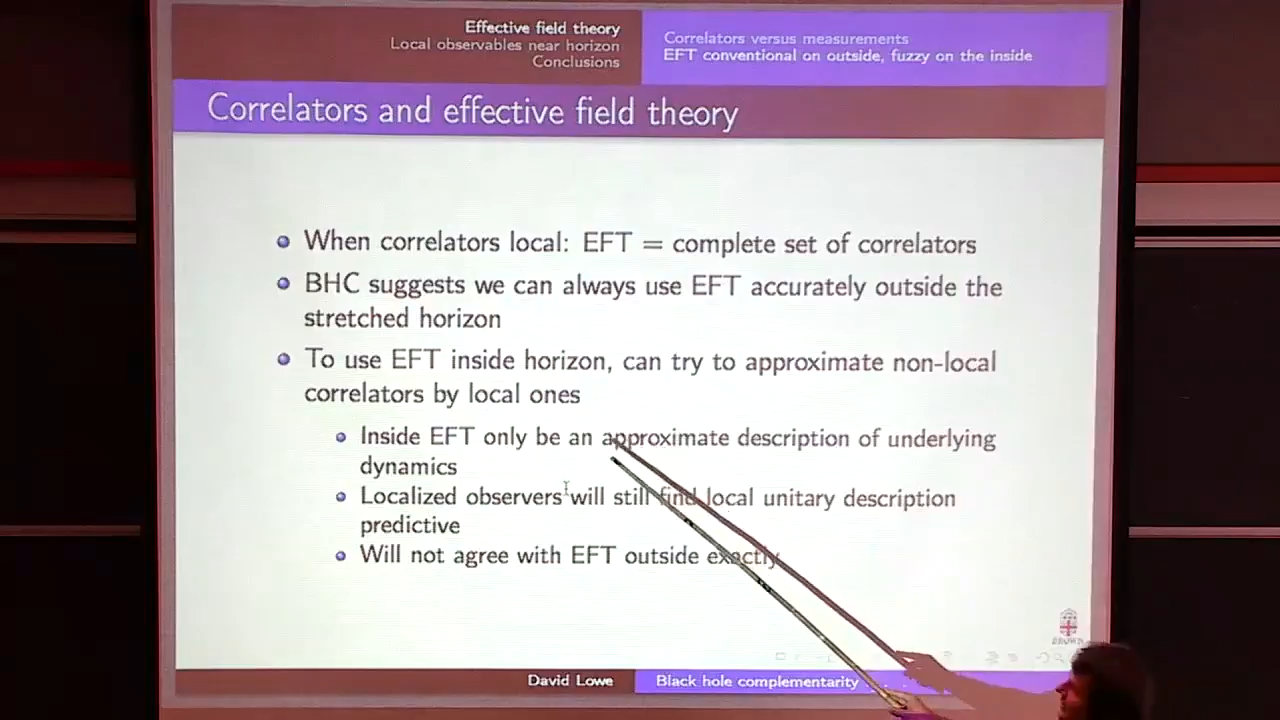 Effective field theory
Local observables near horizon
Conclusions
Correlators versus measurements
EFT conventional on outside, fuzzy on the inside
Correlators and effective field theory
When correlators local: EFT = complete set of correlators
BHC suggests we can always use EFT accurately outside the
stretched horizon
To use EFT inside horizon, can try to approximate non-local
correlators by local ones
Inside EFT only be an approximate description of underlying
dynamics
Localized observers will still find local unitary description
predictive
Will not agree with EFT outside exactly
BROWN
David Lowe
Black hole complementarity